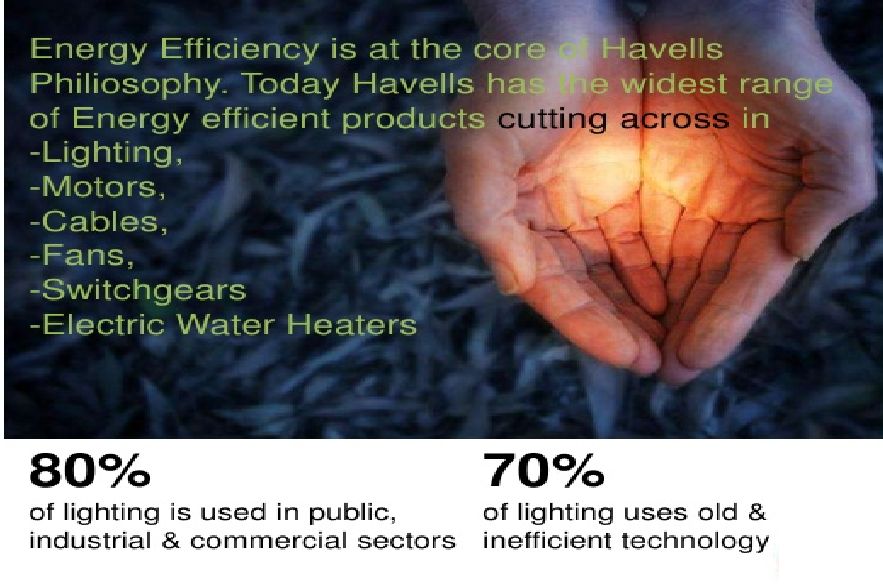 Energy Efficiency is at the core of Havells
Philiosophy. Today Havells has the widest range
of Energy efficient products cutting across in
-Lighting,
-Motors,
-Cables,
-Fans,
-Switchgears
-Electric Water Heaters
80%
of lighting is used in public,
industrial & commercial sectors
70%
of lighting uses old &
inefficient technology